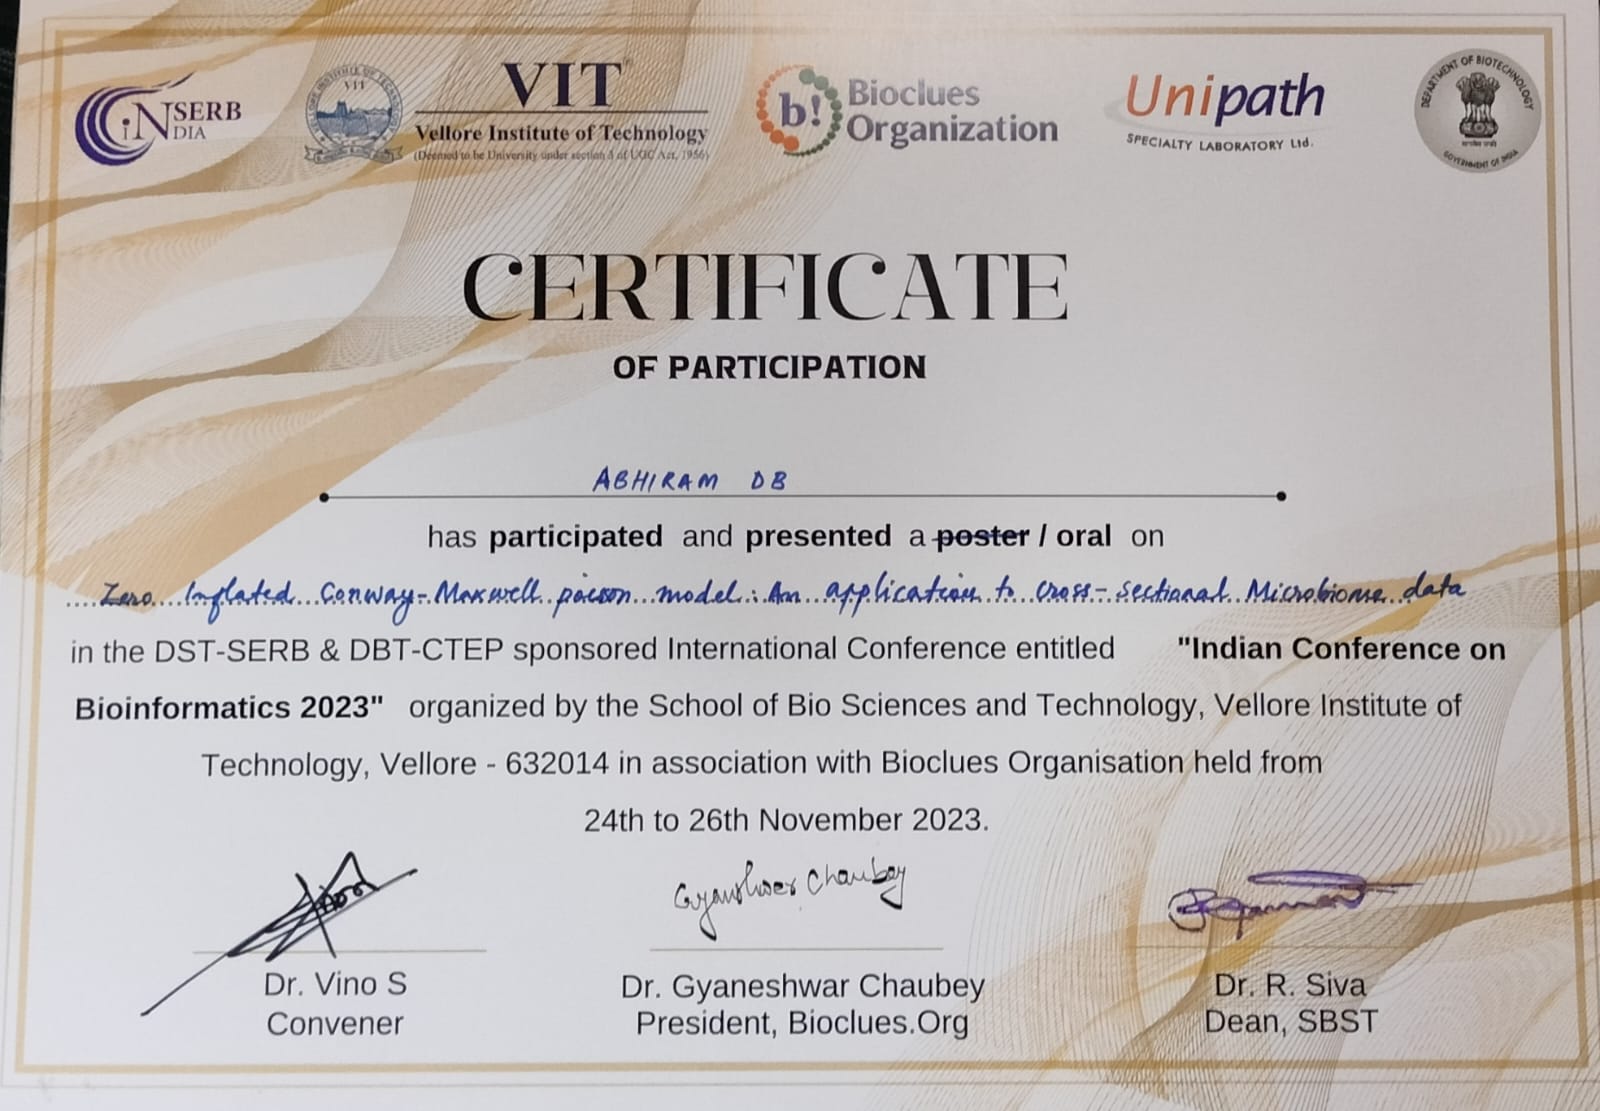 iNSERB
INDIA
VIT
VIT
Vellore Institute of Technology
(Deemed to be University under section 3 of UGC Act, 1956)
b! Bioclues
Organization
Unipath
SPECIALTY LABORATORY Ltd.
DEPARTMENT OF BIOTECHNOLOGY
सत्यमेव जयते
GOVERNMENT OF INDIA
CERTIFICATE
OF PARTICIPATION
ABHIRAM DB
has participated and presented a poster / oral on
Zero Inflated Conway-Maxwell poisson model: An application to cross-sectional Microbiome data
in the DST-SERB & DBT-CTEP sponsored International Conference entitled "Indian Conference on
Bioinformatics 2023" organized by the School of Bio Sciences and Technology, Vellore Institute of
Technology, Vellore - 632014 in association with Bioclues Organisation held from
24th to 26th November 2023.
Gyaneshwer Chaubey
Dr. Vino S
Convener
Dr. Gyaneshwar Chaubey
President, Bioclues.Org
Dr. R. Siva
Dean, SBST